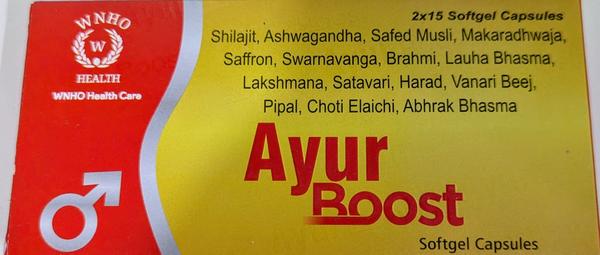 WNHO
W
HEALTH
WNHO Health Care
2x15 Softgel Capsules
Shilajit, Ashwagandha, Safed Musli, Makaradhwaja,
Saffron, Swarnavanga, Brahmi, Lauha Bhasma,
Lakshmana, Satavari, Harad, Vanari Beej,
Pipal, Choti Elaichi, Abhrak Bhasma
Ayur
Boost
Softgel Capsules